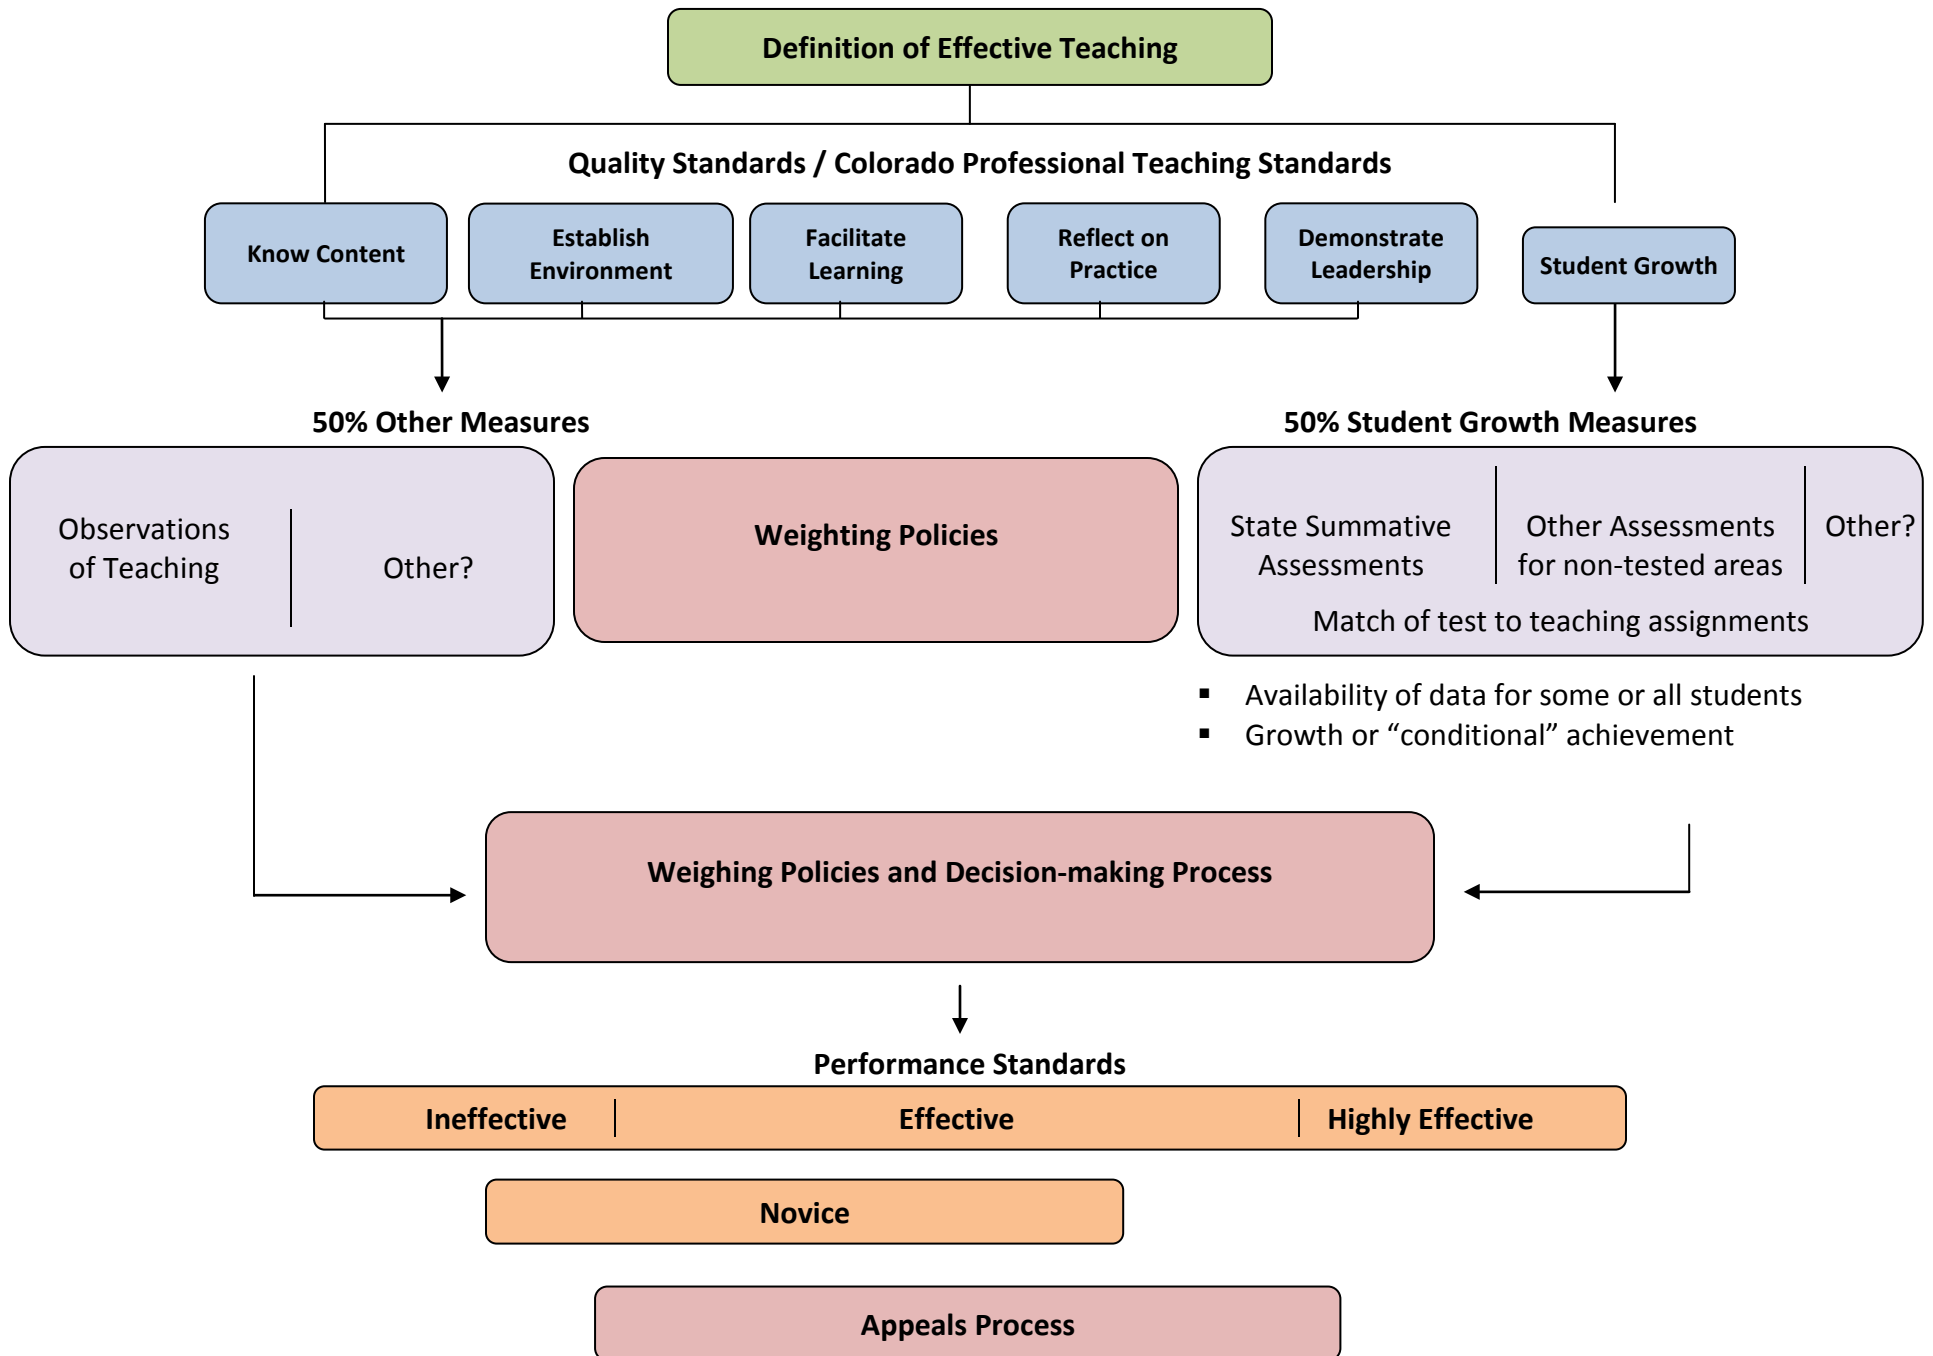 Definition of Effective Teaching
Quality Standards / Colorado Professional Teaching Standards
Know Content
Establish
Environment
Facilitate
Learning
Reflect on
Practice
Demonstrate
Leadership
Student Growth
50% Other Measures
50% Student Growth Measures
Observations
of Teaching
Other?
Weighting Policies
State Summative
Assessments
Other Assessments
for non-tested areas
Other?
Match of test to teaching assignments
▪ Availability of data for some or all students
▪ Growth or “conditional” achievement
Weighing Policies and Decision-making Process
Performance Standards
Ineffective
Effective
Highly Effective
Novice
Appeals Process